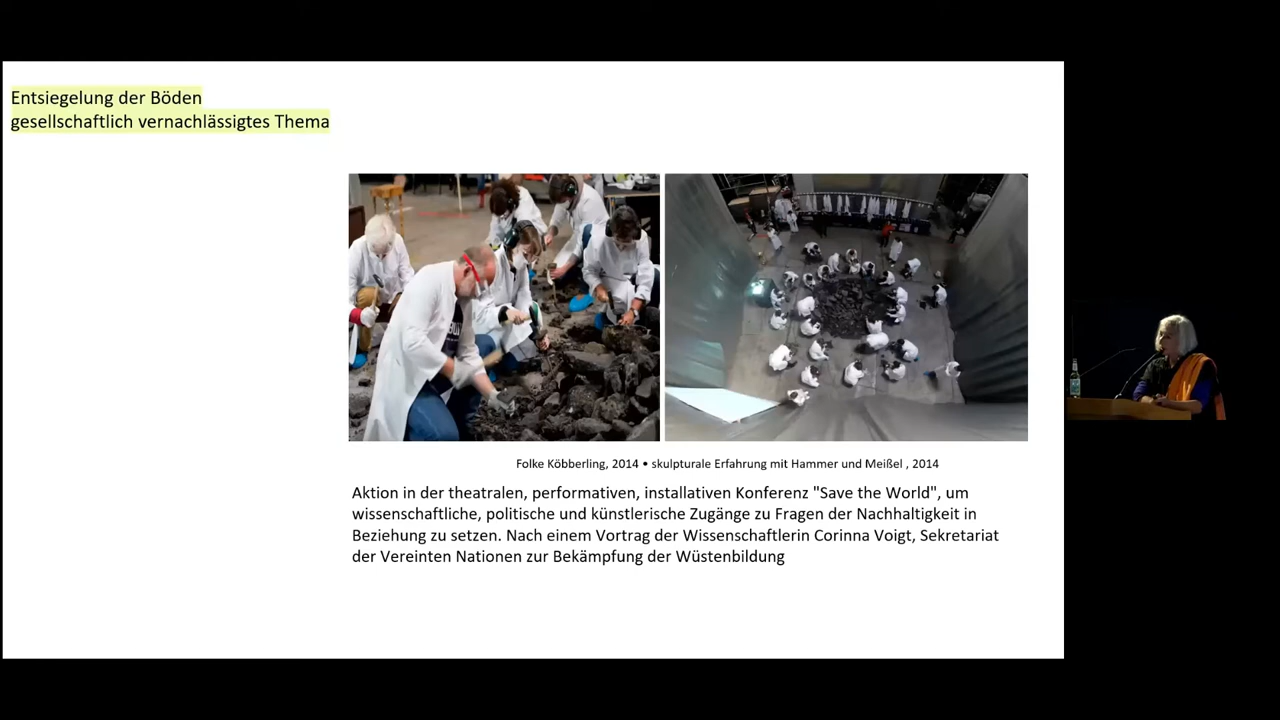 Entsiegelung der Böden
gesellschaftlich vernachlässigtes Thema
Folke Köbberling, 2014 • skulpturale Erfahrung mit Hammer und Meißel , 2014
Aktion in der theatralen, performativen, installativen Konferenz "Save the World", um
wissenschaftliche, politische und künstlerische Zugänge zu Fragen der Nachhaltigkeit in
Beziehung zu setzen. Nach einem Vortrag der Wissenschaftlerin Corinna Voigt, Sekretariat
der Vereinten Nationen zur Bekämpfung der Wüstenbildung